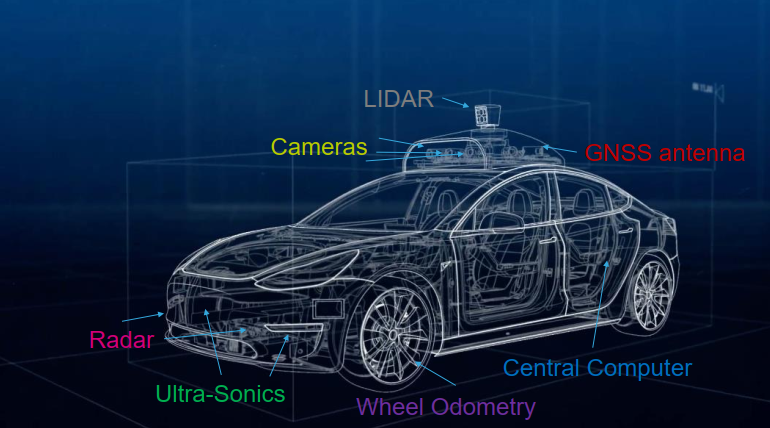 LIDAR
Cameras
GNSS antenna
Radar
Central Computer
Ultra-Sonics
Wheel Odometry